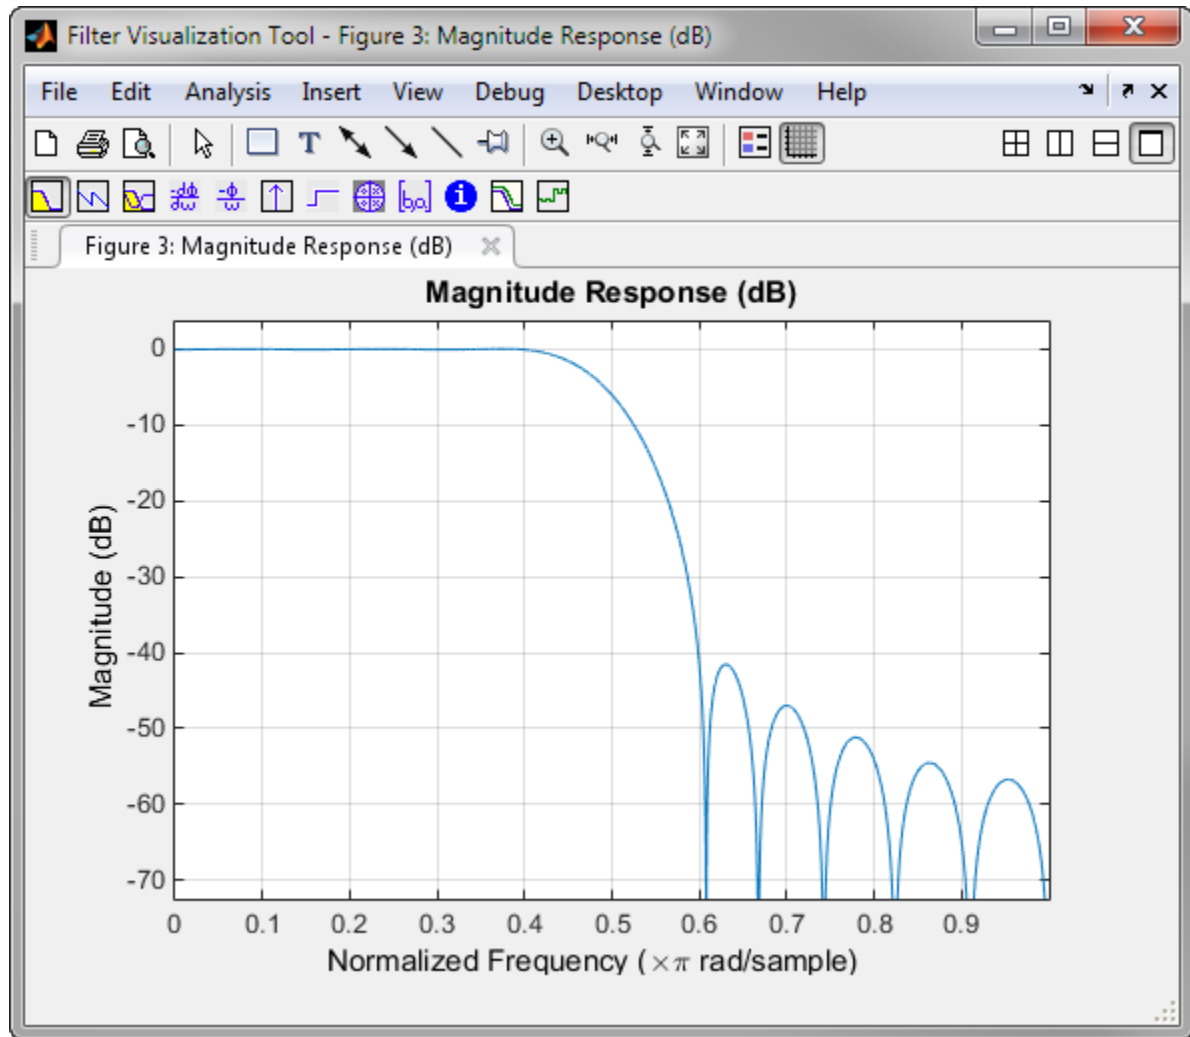 Filter Visualization Tool - Figure 3: Magnitude Response (dB)
File Edit Analysis Insert View Debug Desktop Window Help
T
[b,a]
i
Figure 3: Magnitude Response (dB)
Magnitude Response (dB)
0
-10
-20
-30
-40
-50
-60
-70
Magnitude (dB)
0 0.1 0.2 0.3 0.4 0.5 0.6 0.7 0.8 0.9
Normalized Frequency (×π rad/sample)